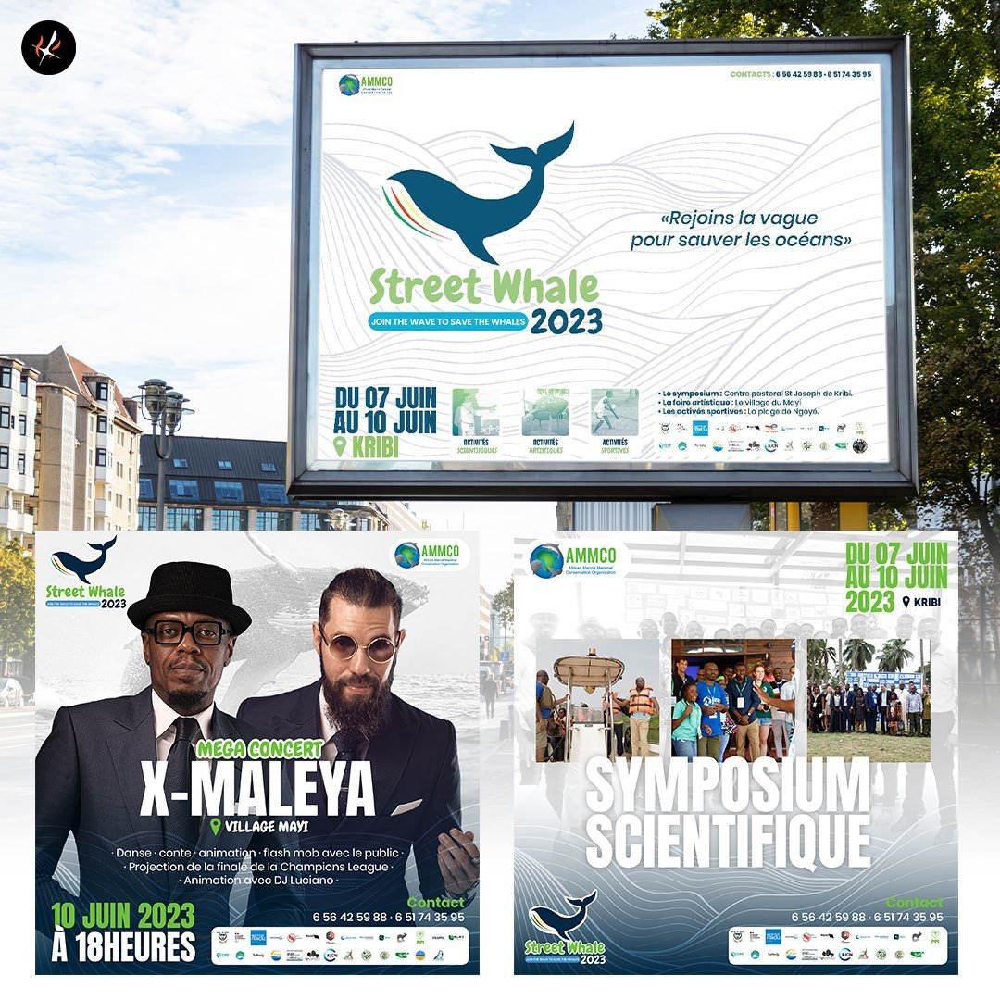 AMMCO
CONTACTS : 6 56 42 59 88 • 6 51 74 35 95
«Rejoins la vague
pour sauver les océans»
Street Whale
JOIN THE WAVE TO SAVE THE WHALES
2023
DU 07 JUIN
AU 10 JUIN
KRIBI
ACTIVITÉS
SCIENTIFIQUES
ACTIVITÉS
ARTISTIQUES
ACTIVITÉS
SPORTIVES
• Le symposium : Centre pastoral St Joseph de Kribi.
• La foire artistique : Le village du Mayi
• Les activés sportives : La plage de Ngoyé.
Street Whale
JOIN THE WAVE TO SAVE THE WHALES
2023
AMMCO
African Marine Mammal
Conservation Organization
MEGA CONCERT
X-MALEYA
VILLAGE MAYI
· Danse · conte · animation · flash mob avec le public ·
· Projection de la finale de la Champions League ·
· Animation avec DJ Luciano ·
10 JUIN 2023
À 18HEURES
Contact
6 56 42 59 88 · 6 51 74 35 95
AMMCO
African Marine Mammal
Conservation Organization
DU 07 JUIN
AU 10 JUIN
2023 KRIBI
SYMPOSIUM
SCIENTIFIQUE
Street Whale
JOIN THE WAVE TO SAVE THE WHALES
2023
Contact
6 56 42 59 88 · 6 51 74 35 95